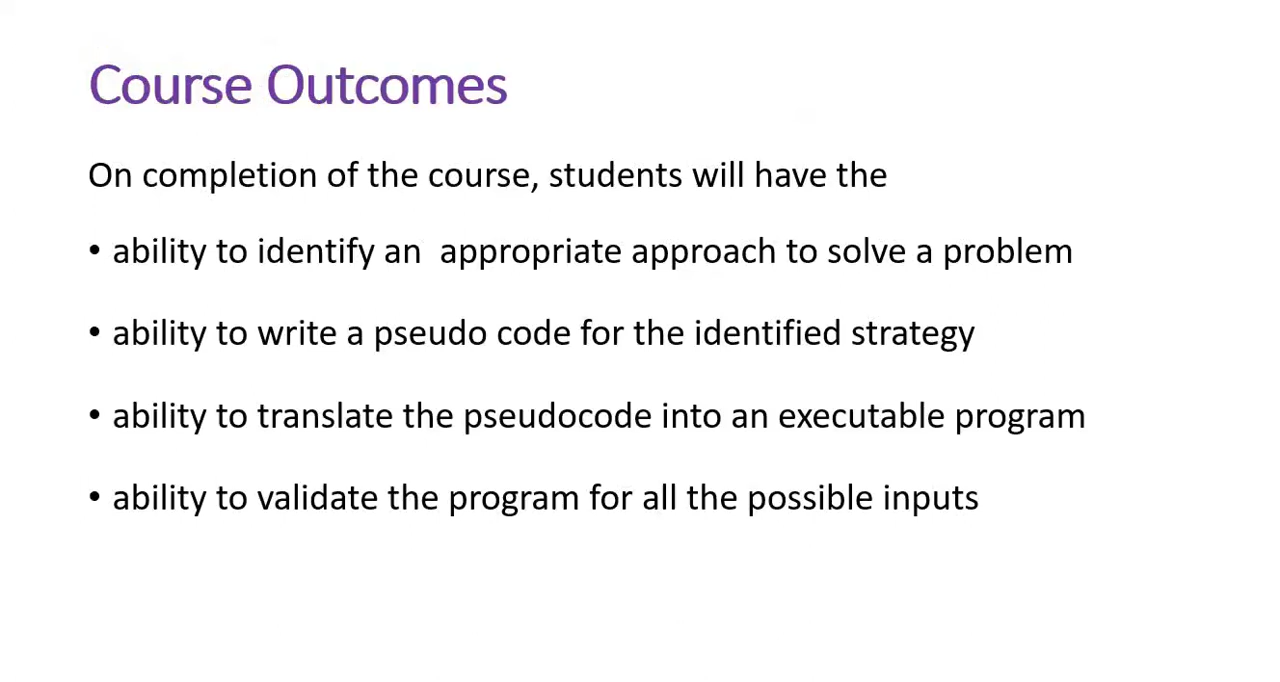 Course Outcomes
On completion of the course, students will have the
• ability to identify an  appropriate approach to solve a problem
• ability to write a pseudo code for the identified strategy
• ability to translate the pseudocode into an executable program
• ability to validate the program for all the possible inputs